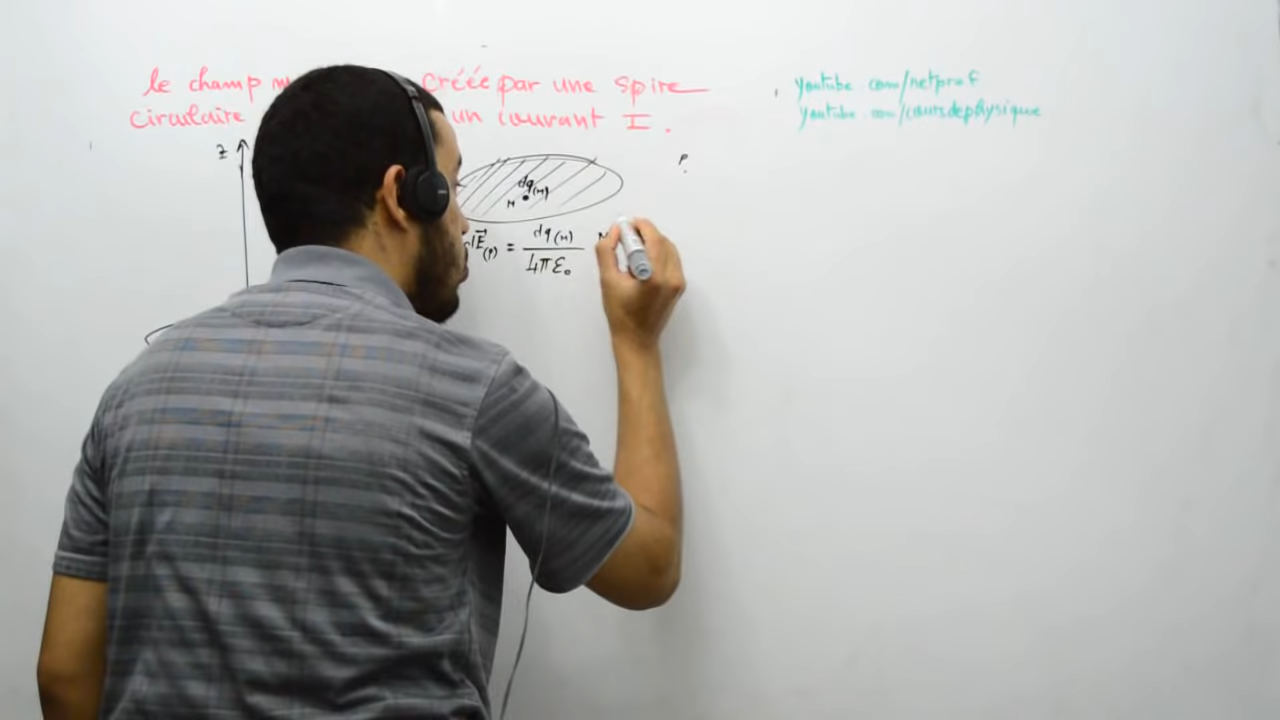 le champ créée par une spire
circulaire un courant I.
youtube com/netprof
youtube com/coursdephysique
z
P
dq(M)
M
dE(P) = dq(M) / 4πε₀